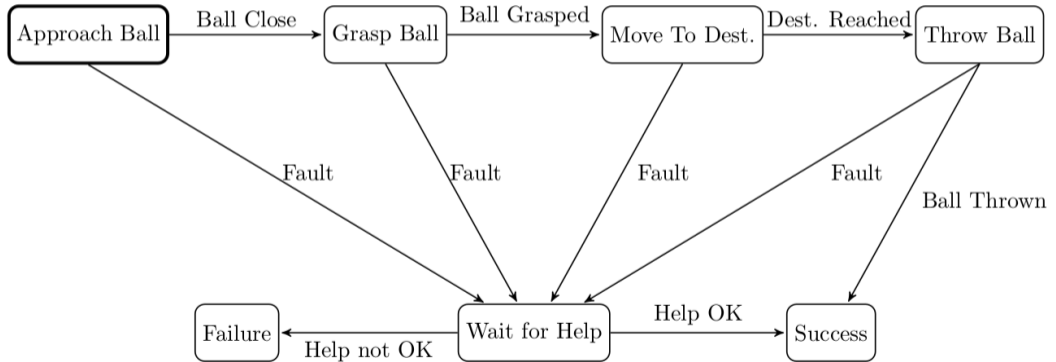 Approach Ball
Ball Close
Grasp Ball
Ball Grasped
Move To Dest.
Dest. Reached
Throw Ball
Fault
Fault
Fault
Fault
Ball Thrown
Failure
Help not OK
Wait for Help
Help OK
Success